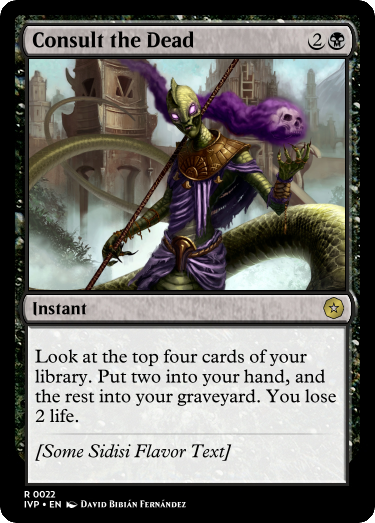 Consult the Dead 2
Instant
Look at the top four cards of your
library. Put two into your hand, and
the rest into your graveyard. You lose
2 life.
[Some Sidisi Flavor Text]
R 0022
IVP • EN David Bibián Fernández